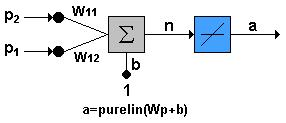 p₂
w₁₁
n
a
Σ
p₁
w₁₂
b
1
a=purelin(Wp+b)